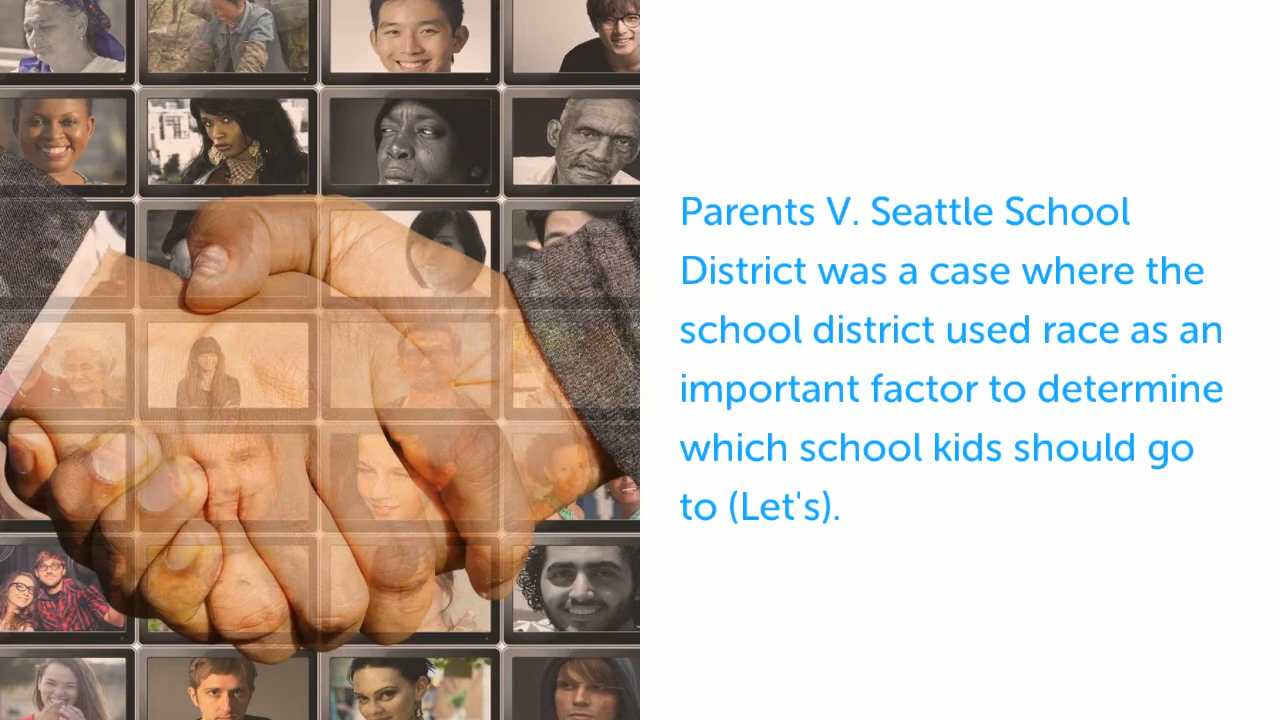 Parents V. Seattle School
District was a case where the
school district used race as an
important factor to determine
which school kids should go
to (Let's).